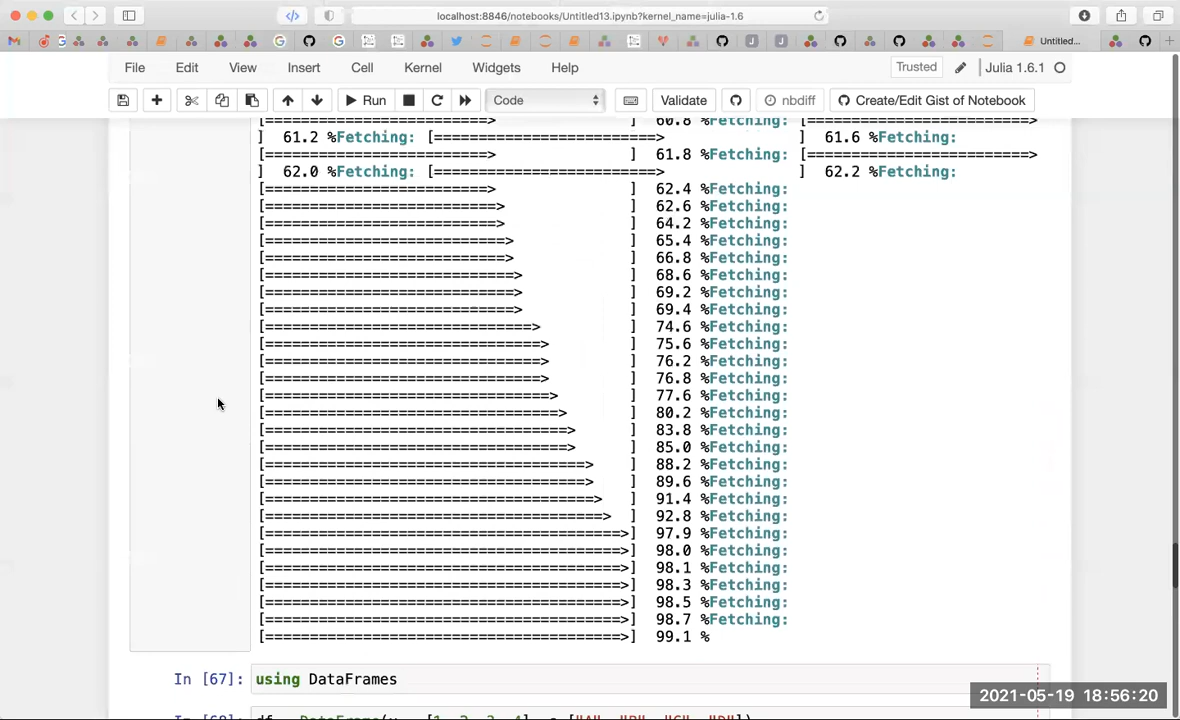 localhost:8846/notebooks/Untitled13.ipynb?kernel_name=julia-1.6
Untitled...
File Edit View Insert Cell Kernel Widgets Help Trusted Julia 1.6.1
Run Code Validate nbdiff Create/Edit Gist of Notebook
[==========================> ] 60.8 %Fetching: [==========================>
] 61.2 %Fetching: [==========================> ] 61.6 %Fetching:
[==========================> ] 61.8 %Fetching: [==========================>
] 62.0 %Fetching: [==========================> ] 62.2 %Fetching:
[==========================> ] 62.4 %Fetching:
[===========================> ] 62.6 %Fetching:
[===========================> ] 64.2 %Fetching:
[============================> ] 65.4 %Fetching:
[============================> ] 66.8 %Fetching:
[=============================> ] 68.6 %Fetching:
[=============================> ] 69.2 %Fetching:
[=============================> ] 69.4 %Fetching:
[===============================> ] 74.6 %Fetching:
[================================> ] 75.6 %Fetching:
[================================> ] 76.2 %Fetching:
[================================> ] 76.8 %Fetching:
[=================================> ] 77.6 %Fetching:
[==================================> ] 80.2 %Fetching:
[===================================> ] 83.8 %Fetching:
[===================================> ] 85.0 %Fetching:
[=====================================> ] 88.2 %Fetching:
[=====================================> ] 89.6 %Fetching:
[======================================> ] 91.4 %Fetching:
[=======================================> ] 92.8 %Fetching:
[=========================================>] 97.9 %Fetching:
[=========================================>] 98.0 %Fetching:
[=========================================>] 98.1 %Fetching:
[=========================================>] 98.3 %Fetching:
[=========================================>] 98.5 %Fetching:
[=========================================>] 98.7 %Fetching:
[=========================================>] 99.1 %
In [67]: using DataFrames
2021-05-19 18:56:20